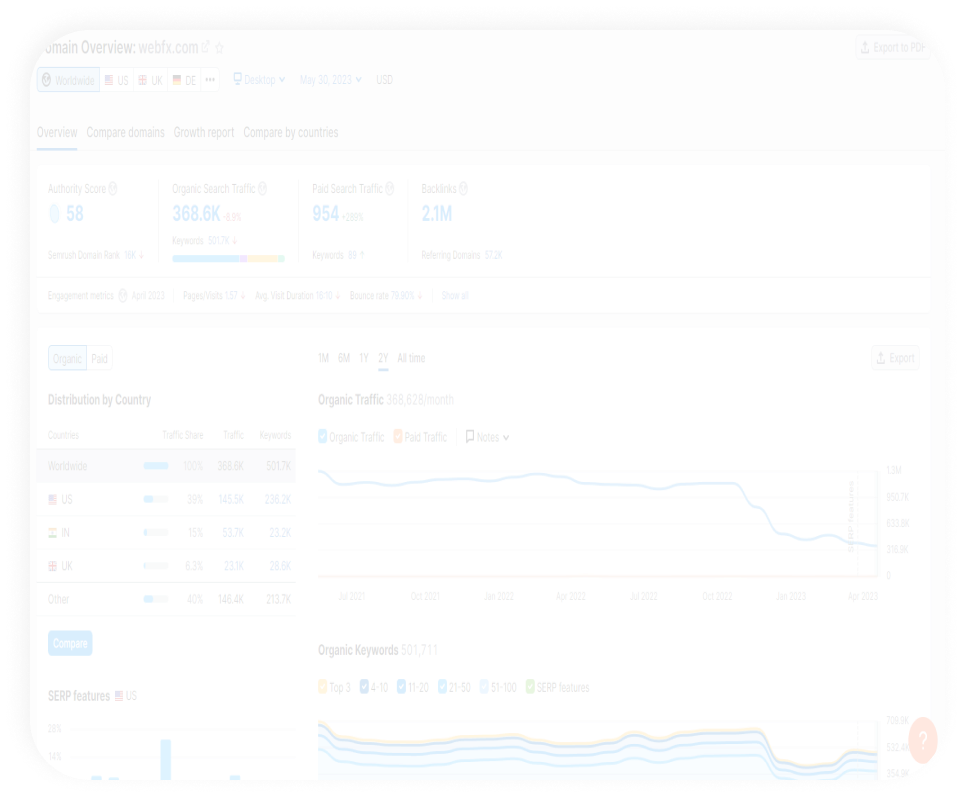 omain Overview: webfx.com
Export to PDF
Worldwide US UK DE ••• Desktop May 30, 2023 USD
Overview Compare domains Growth report Compare by countries
Authority Score Organic Search Traffic Paid Search Traffic Backlinks
58 368.6K -9.9% 954 +299% 2.1M
Keywords 501.7K ↓
Semrush Domain Rank 16K ↓ Keywords 89 ↑ Referring Domains 57.2K
Engagement metrics April 2023 Pages/Visits 1.57 ↓ Avg. Visit Duration 16:10 ↓ Bounce rate 79.90% ↓ Show all
Organic Paid
1M 6M 1Y 2Y All time
Export
Distribution by Country
Organic Traffic 368,628/month
Countries Traffic Share Traffic Keywords
Organic Traffic Paid Traffic Notes
Worldwide 100% 368.6K 501.7K
US 39% 145.5K 236.2K
IN 15% 53.7K 23.2K
UK 6.3% 23.1K 28.6K
Other 40% 146.4K 213.7K
1.3M
950.7K
633.8K
316.9K
0
Jul 2021 Oct 2021 Jan 2022 Apr 2022 Jul 2022 Oct 2022 Jan 2023 Apr 2023
Compare
Organic Keywords 501,711
Top 3 4-10 11-20 21-50 51-100 SERP features
SERP features US
28%
14%
709.9K
532.4K
354.9K
?